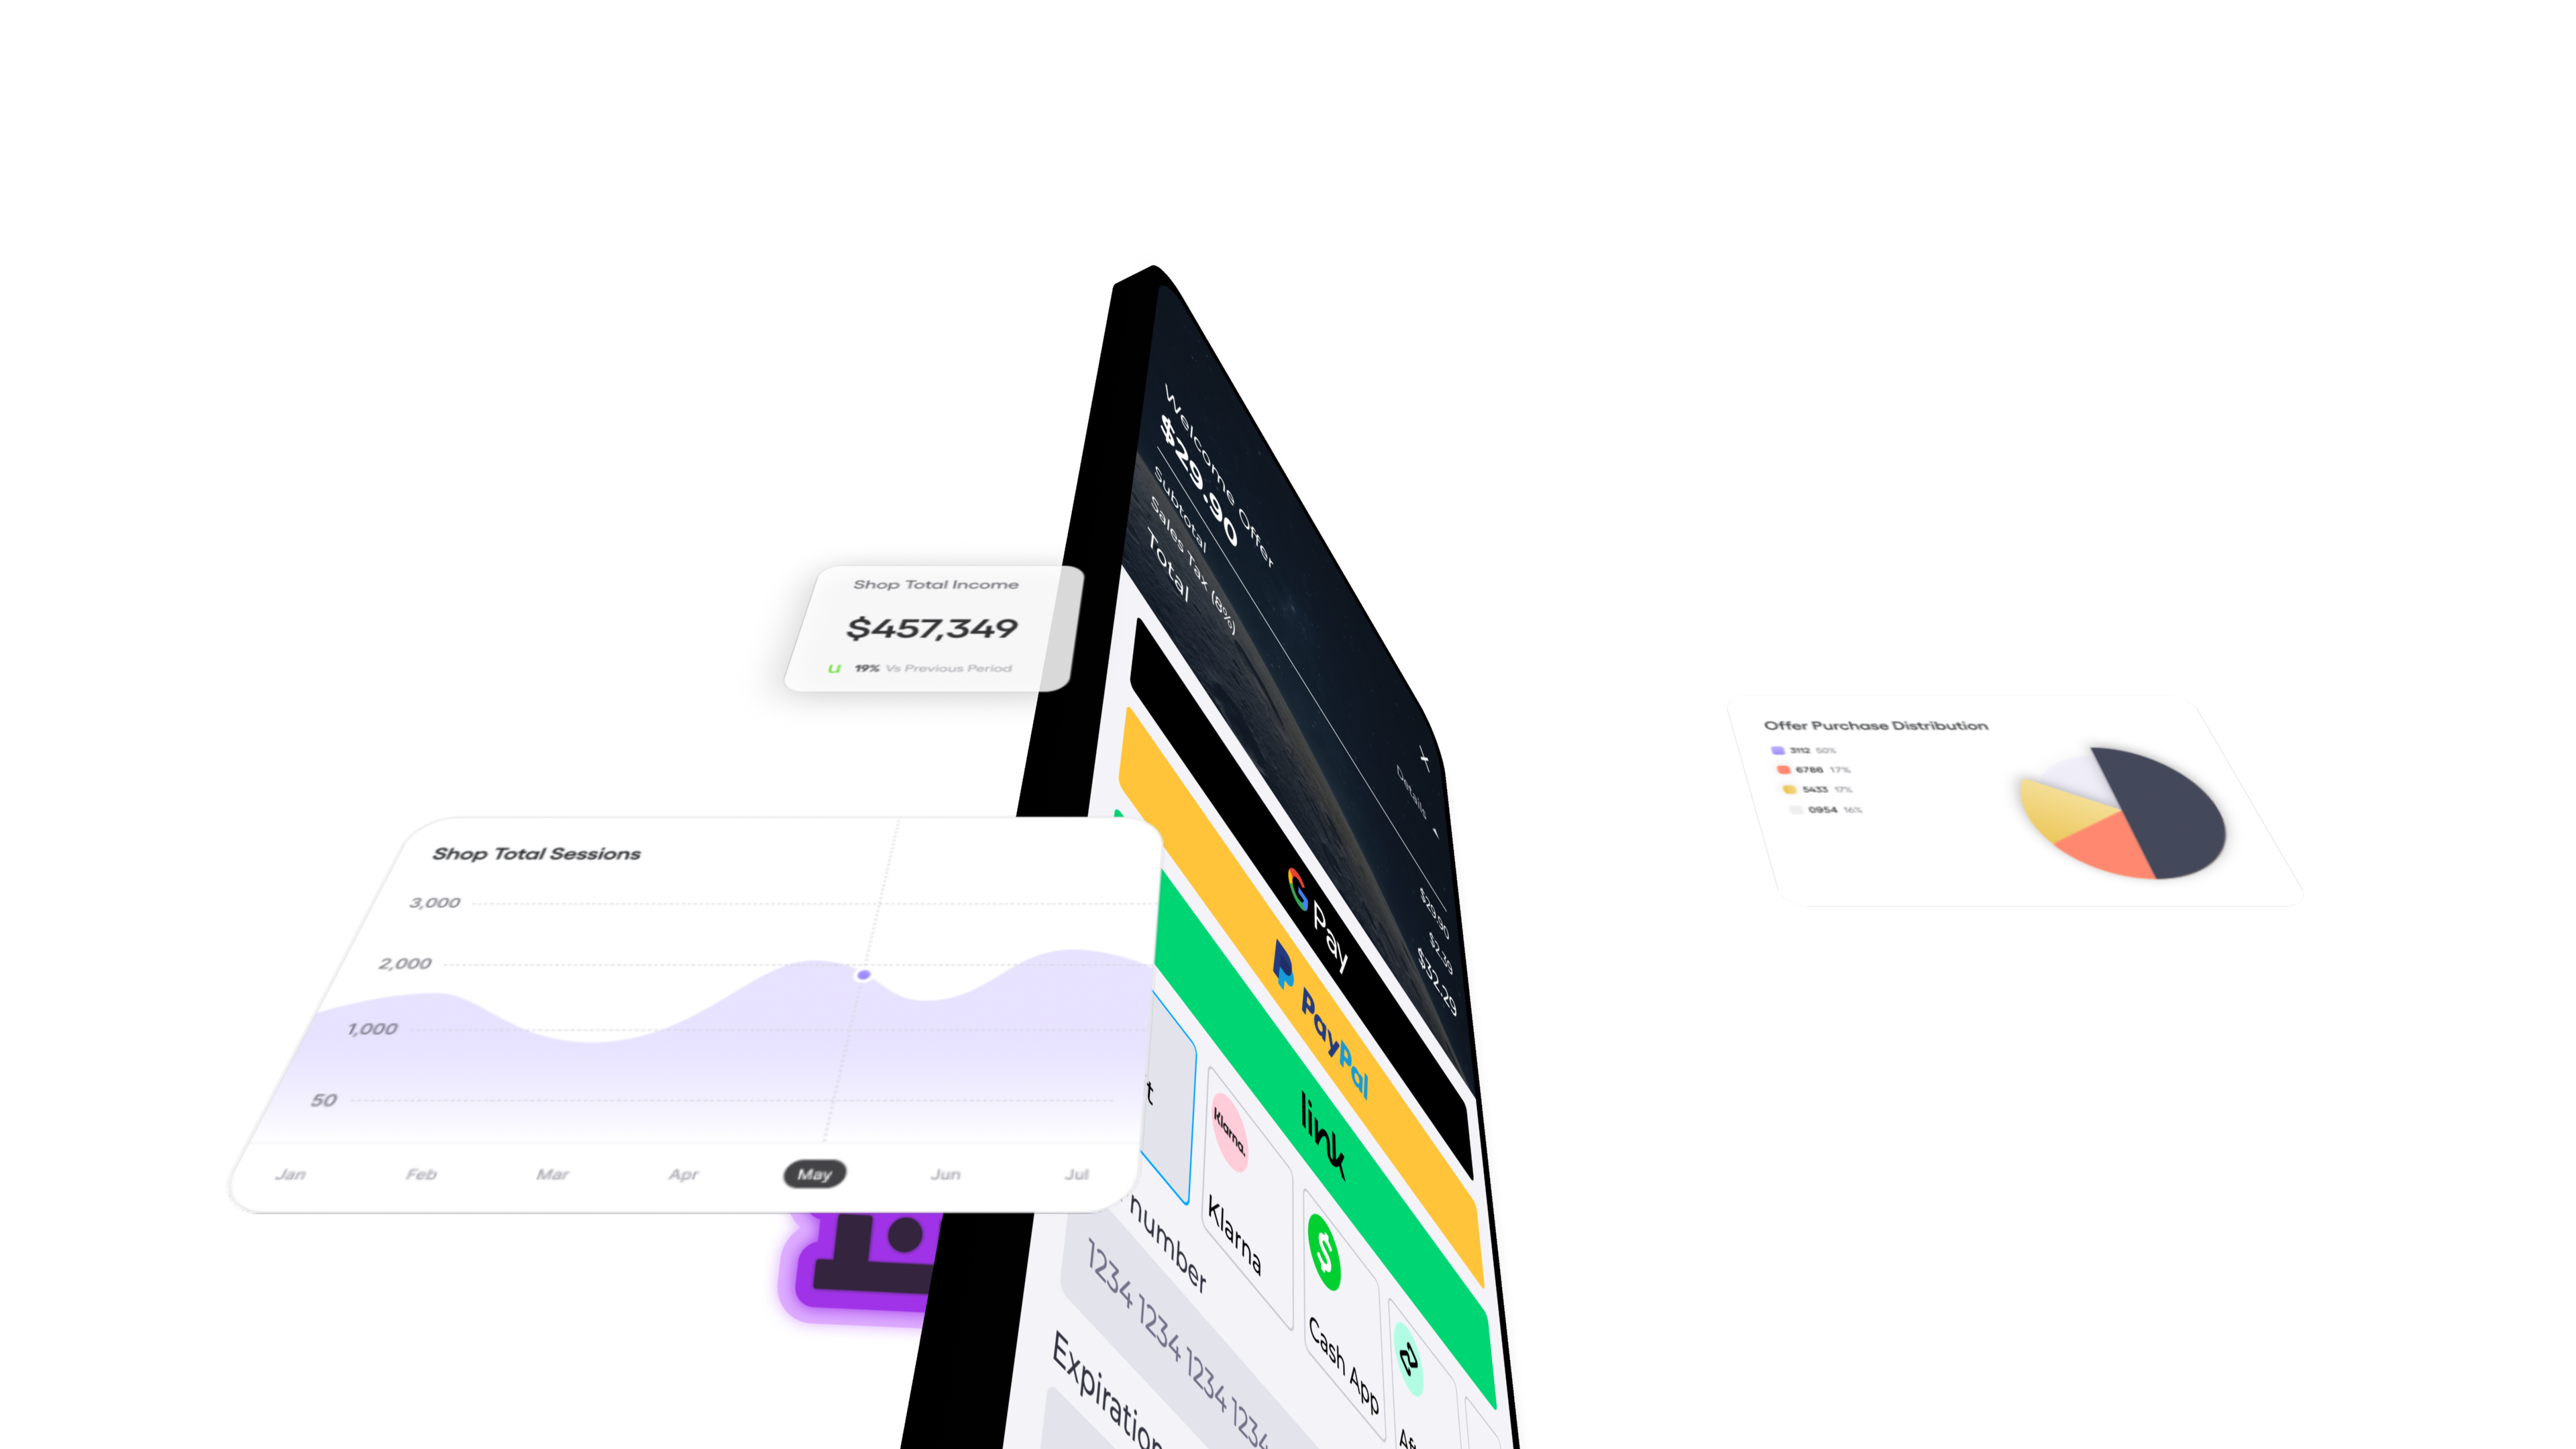 Welcome Offer
$29.90
Subtotal
Sales Tax (8%)
Total
Details
$29.90
$2.39
$32.29
G Pay
PayPal
link
Klarna.
Klarna
Cash App
number
1234 1234 1234 1234
Expiration
Shop Total Income
$457,349
19% Vs Previous Period
Shop Total Sessions
3,000
2,000
1,000
50
Jan Feb Mar Apr May Jun Jul
Offer Purchase Distribution
3112 50%
6786 17%
5433 17%
0954 16%